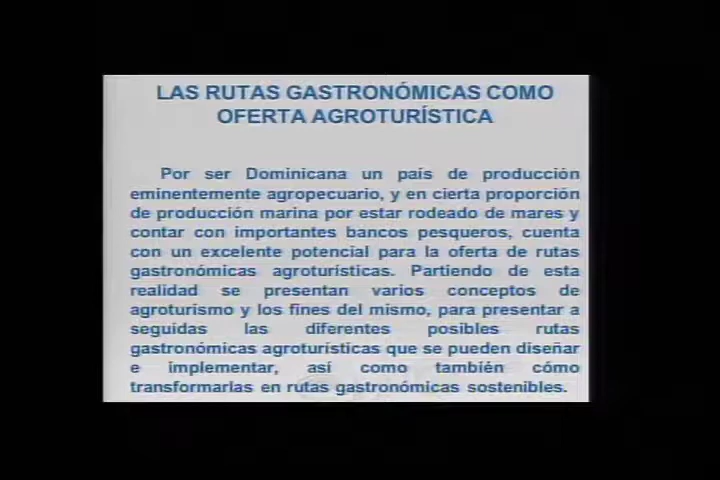 LAS RUTAS GASTRONÓMICAS COMO
OFERTA AGROTURÍSTICA
Por ser Dominicana un país de producción
eminentemente agropecuario, y en cierta proporción
de producción marina por estar rodeado de mares y
contar con importantes bancos pesqueros, cuenta
con un excelente potencial para la oferta de rutas
gastronómicas agroturísticas. Partiendo de esta
realidad se presentan varios conceptos de
agroturismo y los fines del mismo, para presentar a
seguidas las diferentes posibles rutas
gastronómicas agroturísticas que se pueden diseñar
e implementar, así como también cómo
transformarlas en rutas gastronómicas sostenibles.